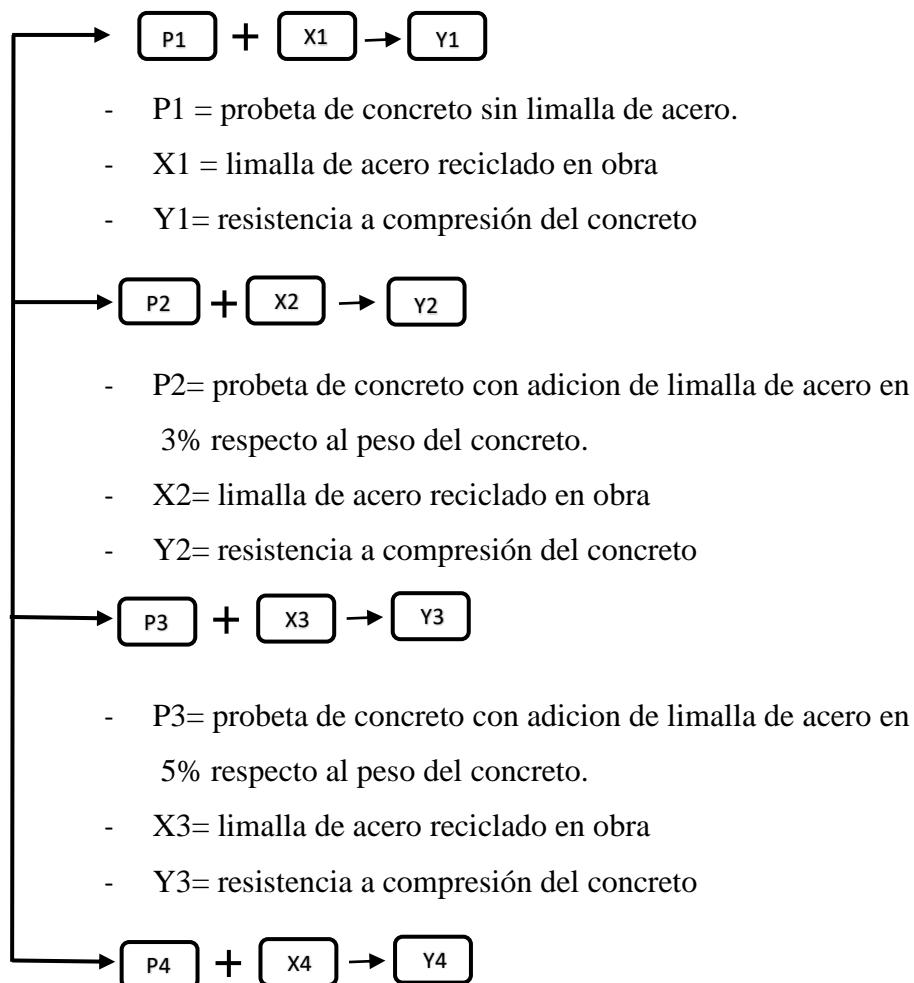 P1 + X1 → Y1
- P1 = probeta de concreto sin limalla de acero.
- X1 = limalla de acero reciclado en obra
- Y1= resistencia a compresión del concreto
P2 + X2 → Y2
- P2= probeta de concreto con adicion de limalla de acero en
3% respecto al peso del concreto.
- X2= limalla de acero reciclado en obra
- Y2= resistencia a compresión del concreto
P3 + X3 → Y3
- P3= probeta de concreto con adicion de limalla de acero en
5% respecto al peso del concreto.
- X3= limalla de acero reciclado en obra
- Y3= resistencia a compresión del concreto
P4 + X4 → Y4